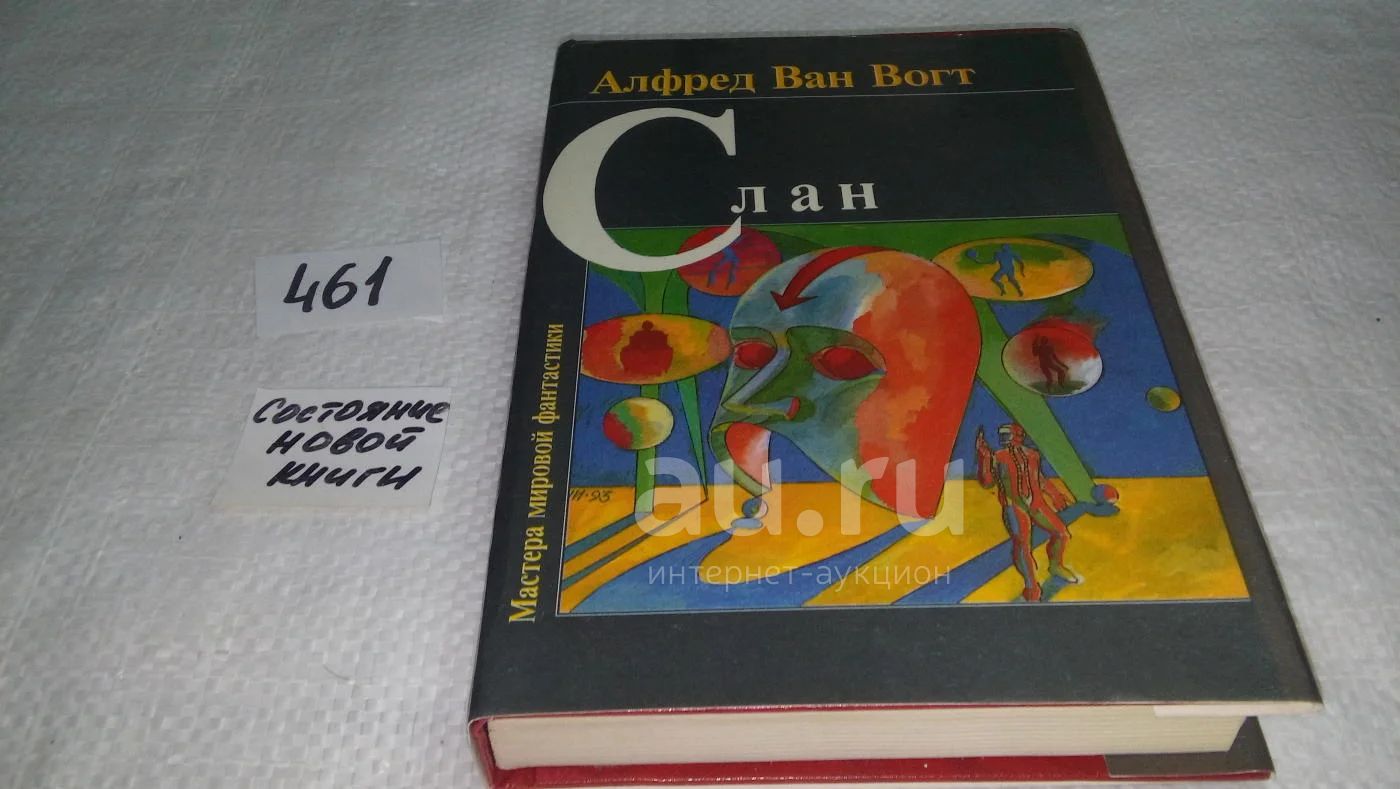 Алфред Ван Вогт
Слан
Мастера мировой фантастики
461
Состояние
новой
книги
au.ru
интернет-аукцион